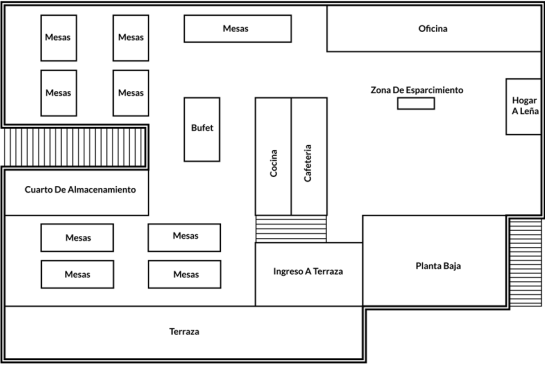 Mesas
Mesas
Mesas
Oficina
Mesas
Mesas
Zona De Esparcimiento
Hogar
A Leña
Bufet
Cocina
Cafeteria
Cuarto De Almacenamiento
Mesas
Mesas
Mesas
Mesas
Ingreso A Terraza
Planta Baja
Terraza